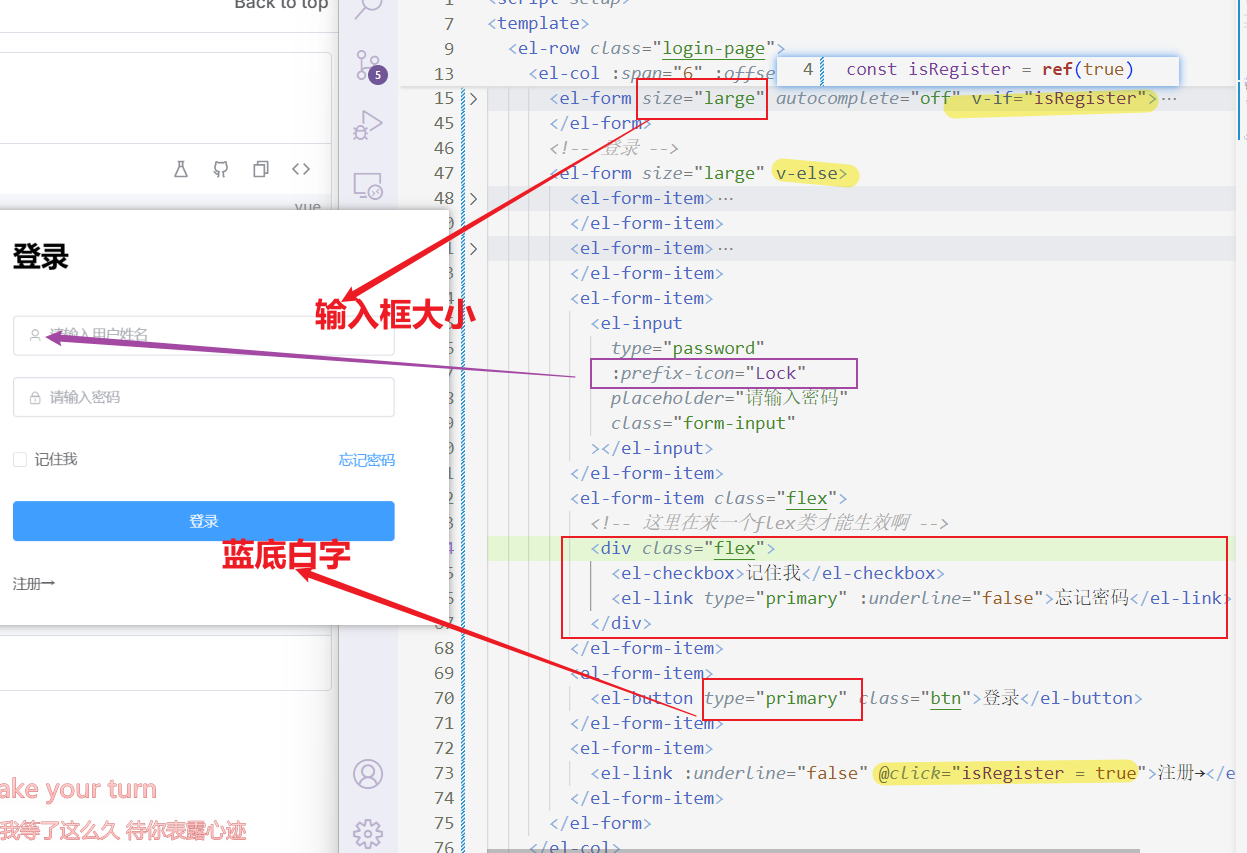 Back to top
<script setup>
7 <template>
9 <el-row class="login-page">
13 <el-col :span="6" :offse
4 const isRegister = ref(true)
15 <el-form size="large" autocomplete="off" v-if="isRegister">…
45 </el-form>
46 <!-- 登录 -->
47 <el-form size="large" v-else>
48 <el-form-item>…
</el-form-item>
<el-form-item>…
</el-form-item>
<el-form-item>
<el-input
type="password"
:prefix-icon="Lock"
placeholder="请输入密码"
class="form-input"
></el-input>
</el-form-item>
<el-form-item class="flex">
<!-- 这里在来一个flex类才能生效啊 -->
<div class="flex">
<el-checkbox>记住我</el-checkbox>
<el-link type="primary" :underline="false">忘记密码</el-link>
</div>
68 </el-form-item>
69 <el-form-item>
70 <el-button type="primary" class="btn">登录</el-button>
71 </el-form-item>
72 <el-form-item>
73 <el-link :underline="false" @click="isRegister = true">注册→</e
74 </el-form-item>
75 </el-form>
76 </el-col>
5
vue
登录
请输入用户姓名
输入框大小
请输入密码
记住我
忘记密码
登录
蓝底白字
注册→
ake your turn
我等了这么久 待你表露心迹